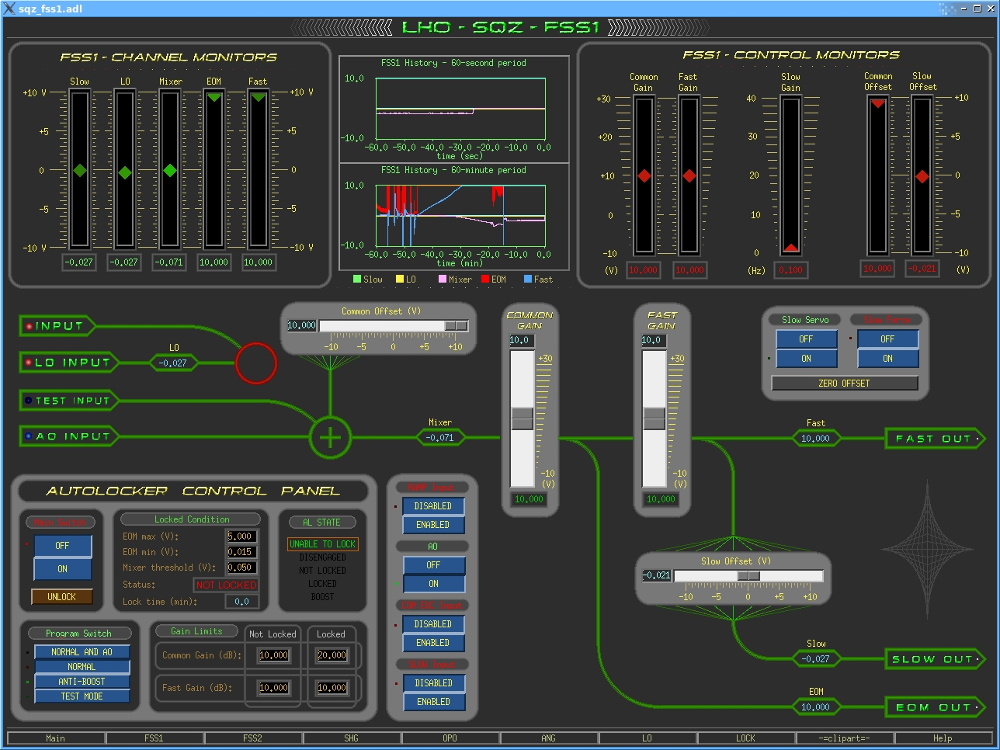 sqz_fss1.adl
LHO - SQZ - FSS1
FSS1 - CHANNEL MONITORS
Slow LO Mixer EOM Fast
+10 V +10 V
+5 +5
0 0
-5 -5
-10 V -10 V
-0.027 -0.027 -0.071 10.000 10.000
FSS1 History - 60-second period
10.0
-10.0
-60.0 -50.0 -40.0 -30.0 -20.0 -10.0 0.0
time (sec)
FSS1 History - 60-minute period
10.0
-10.0
-60.0 -50.0 -40.0 -30.0 -20.0 -10.0 0.0
time (min)
Slow LO Mixer EOM Fast
FSS1 - CONTROL MONITORS
Common Gain
Fast Gain
Slow Gain
Common Offset
Slow Offset
+30 40 +10
+20 30 +5
+10 20 0
0 10 -5
-10 0 -10
(V) 10.000 10.000 (Hz) 0.100 10.000 -0.021 (V)
INPUT
LO INPUT
LO
-0.027
TEST INPUT
AO INPUT
Common Offset (V)
10.000
-10 -5 0 +5 +10
Mixer
-0.071
COMMON
GAIN
10.0
+30
-10
(V)
10.000
FAST
GAIN
10.0
+30
-10
(V)
10.000
Slow Servo
OFF
ON
Slow Force
OFF
ON
ZERO OFFSET
Fast
10.000
FAST OUT
Slow Offset (V)
-0.021
-10 -5 0 +5 +10
Slow
-0.027
SLOW OUT
EOM
10.000
EOM OUT
AUTOLOCKER CONTROL PANEL
Main Switch
OFF
ON
UNLOCK
Locked Condition
EOM max (V): 5.000
EOM min (V): 0.015
Mixer threshold (V): 0.050
Status: NOT LOCKED
Lock time (min): 0.0
AL STATE
UNABLE TO LOCK
DISENGAGED
NOT LOCKED
LOCKED
BOOST
Program Switch
NORMAL AND AO
NORMAL
ANTI-BOOST
TEST MODE
Gain Limits Not Locked Locked
Common Gain (dB): 10.000 20.000
Fast Gain (dB): 10.000 10.000
RAMP Input
DISABLED
ENABLED
AO
OFF
ON
COM EXC Input
DISABLED
ENABLED
SLOW Input
DISABLED
ENABLED
Main FSS1 FSS2 SHG OPO ANG LO LOCK -=clipart=- Help